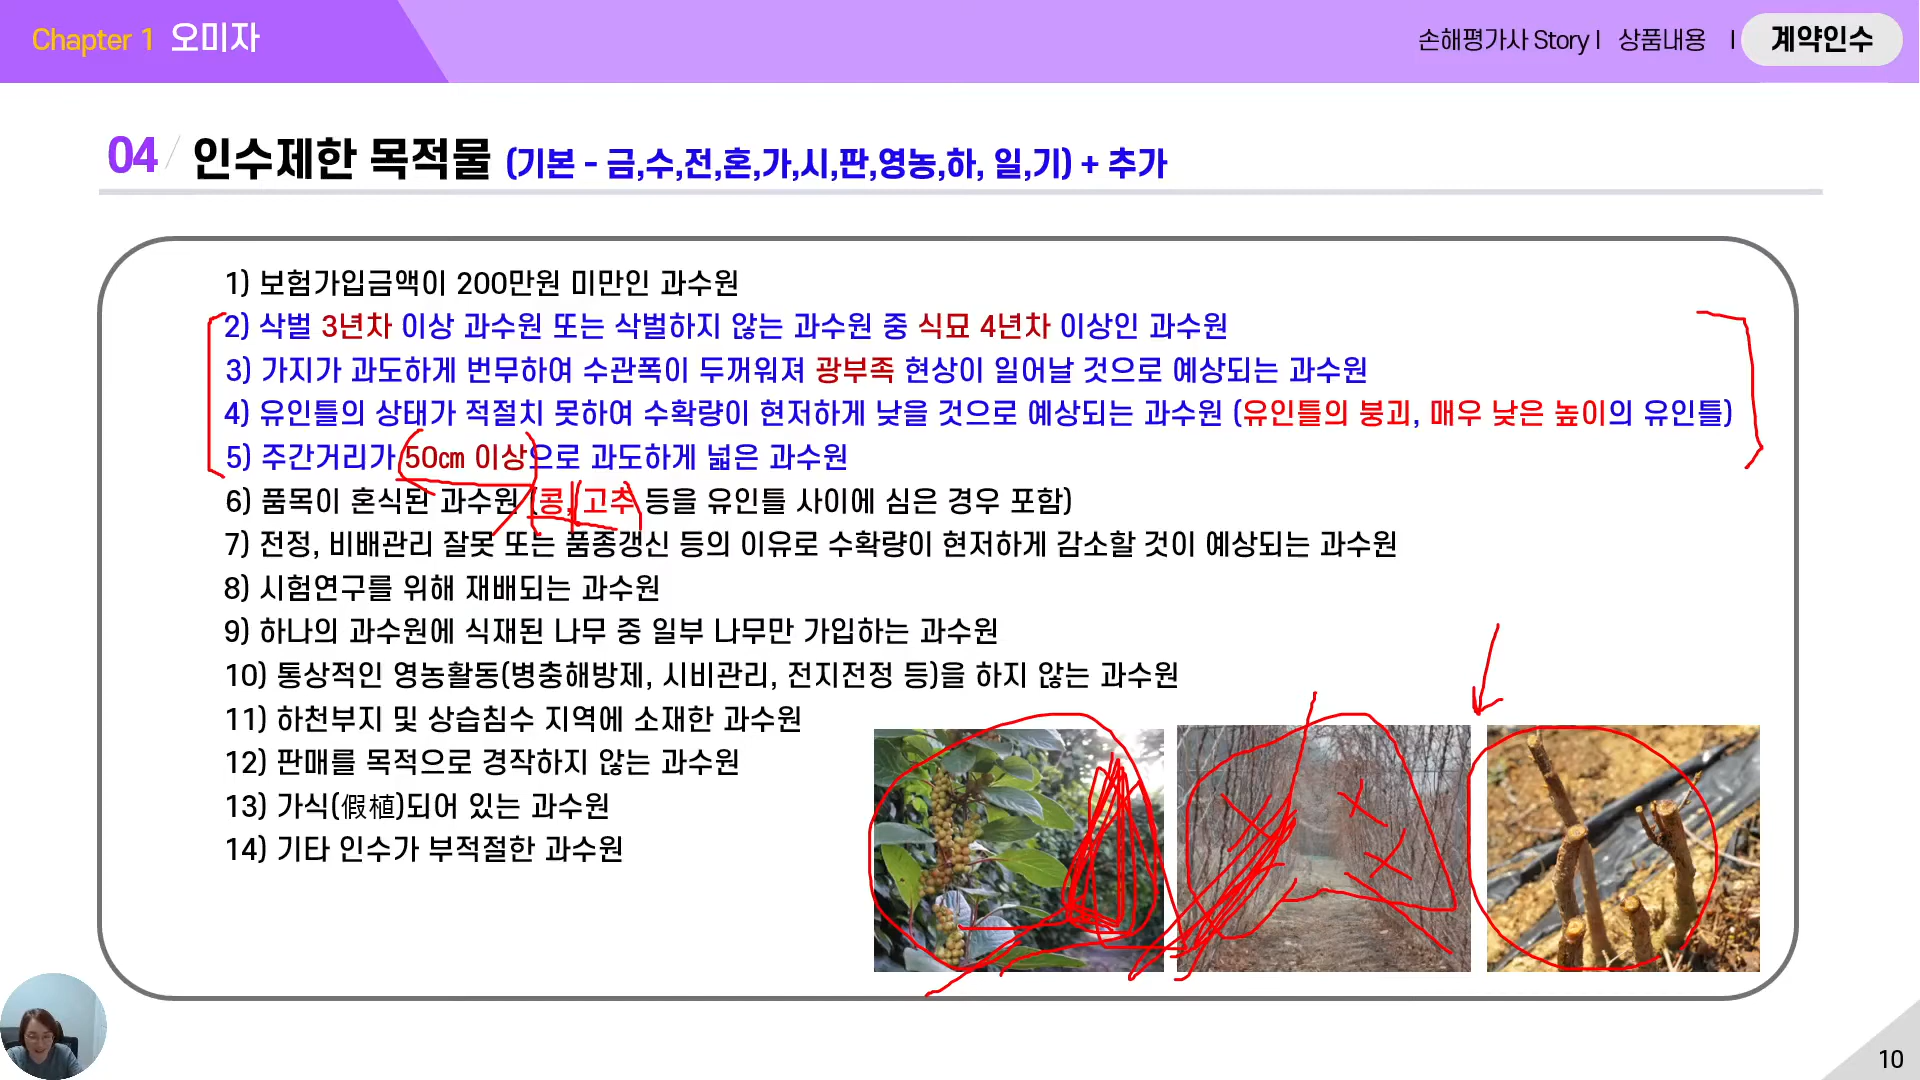 Chapter 1 오미자
손해평가사 Story I 상품내용 I 계약인수
04 / 인수제한 목적물 (기본 - 금,수,전,혼,가,시,판,영농,하, 일,기) + 추가
1) 보험가입금액이 200만원 미만인 과수원
2) 삭벌 3년차 이상 과수원 또는 삭벌하지 않는 과수원 중 식묘 4년차 이상인 과수원
3) 가지가 과도하게 번무하여 수관폭이 두꺼워져 광부족 현상이 일어날 것으로 예상되는 과수원
4) 유인틀의 상태가 적절치 못하여 수확량이 현저하게 낮을 것으로 예상되는 과수원 (유인틀의 붕괴, 매우 낮은 높이의 유인틀)
5) 주간거리가 50㎝ 이상으로 과도하게 넓은 과수원
6) 품목이 혼식된 과수원 (콩, 고추 등을 유인틀 사이에 심은 경우 포함)
7) 전정, 비배관리 잘못 또는 품종갱신 등의 이유로 수확량이 현저하게 감소할 것이 예상되는 과수원
8) 시험연구를 위해 재배되는 과수원
9) 하나의 과수원에 식재된 나무 중 일부 나무만 가입하는 과수원
10) 통상적인 영농활동(병충해방제, 시비관리, 전지전정 등)을 하지 않는 과수원
11) 하천부지 및 상습침수 지역에 소재한 과수원
12) 판매를 목적으로 경작하지 않는 과수원
13) 가식(假植)되어 있는 과수원
14) 기타 인수가 부적절한 과수원
10